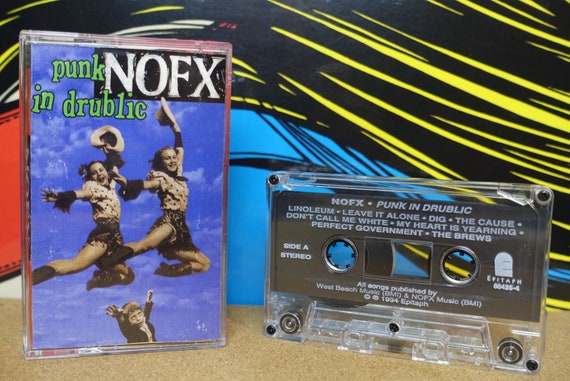 punk NOFX
in drublic
NOFX • PUNK IN DRUBLIC
LINOLEUM • LEAVE IT ALONE • DIG • THE CAUSE •
DON'T CALL ME WHITE • MY HEART IS YEARNING •
PERFECT GOVERNMENT • THE BREWS
SIDE A
STEREO
EPITAPH
86435-4
All songs published by
West Beach Music (BMI) & NOFX Music (BMI)
© ℗ 1994 Epitaph